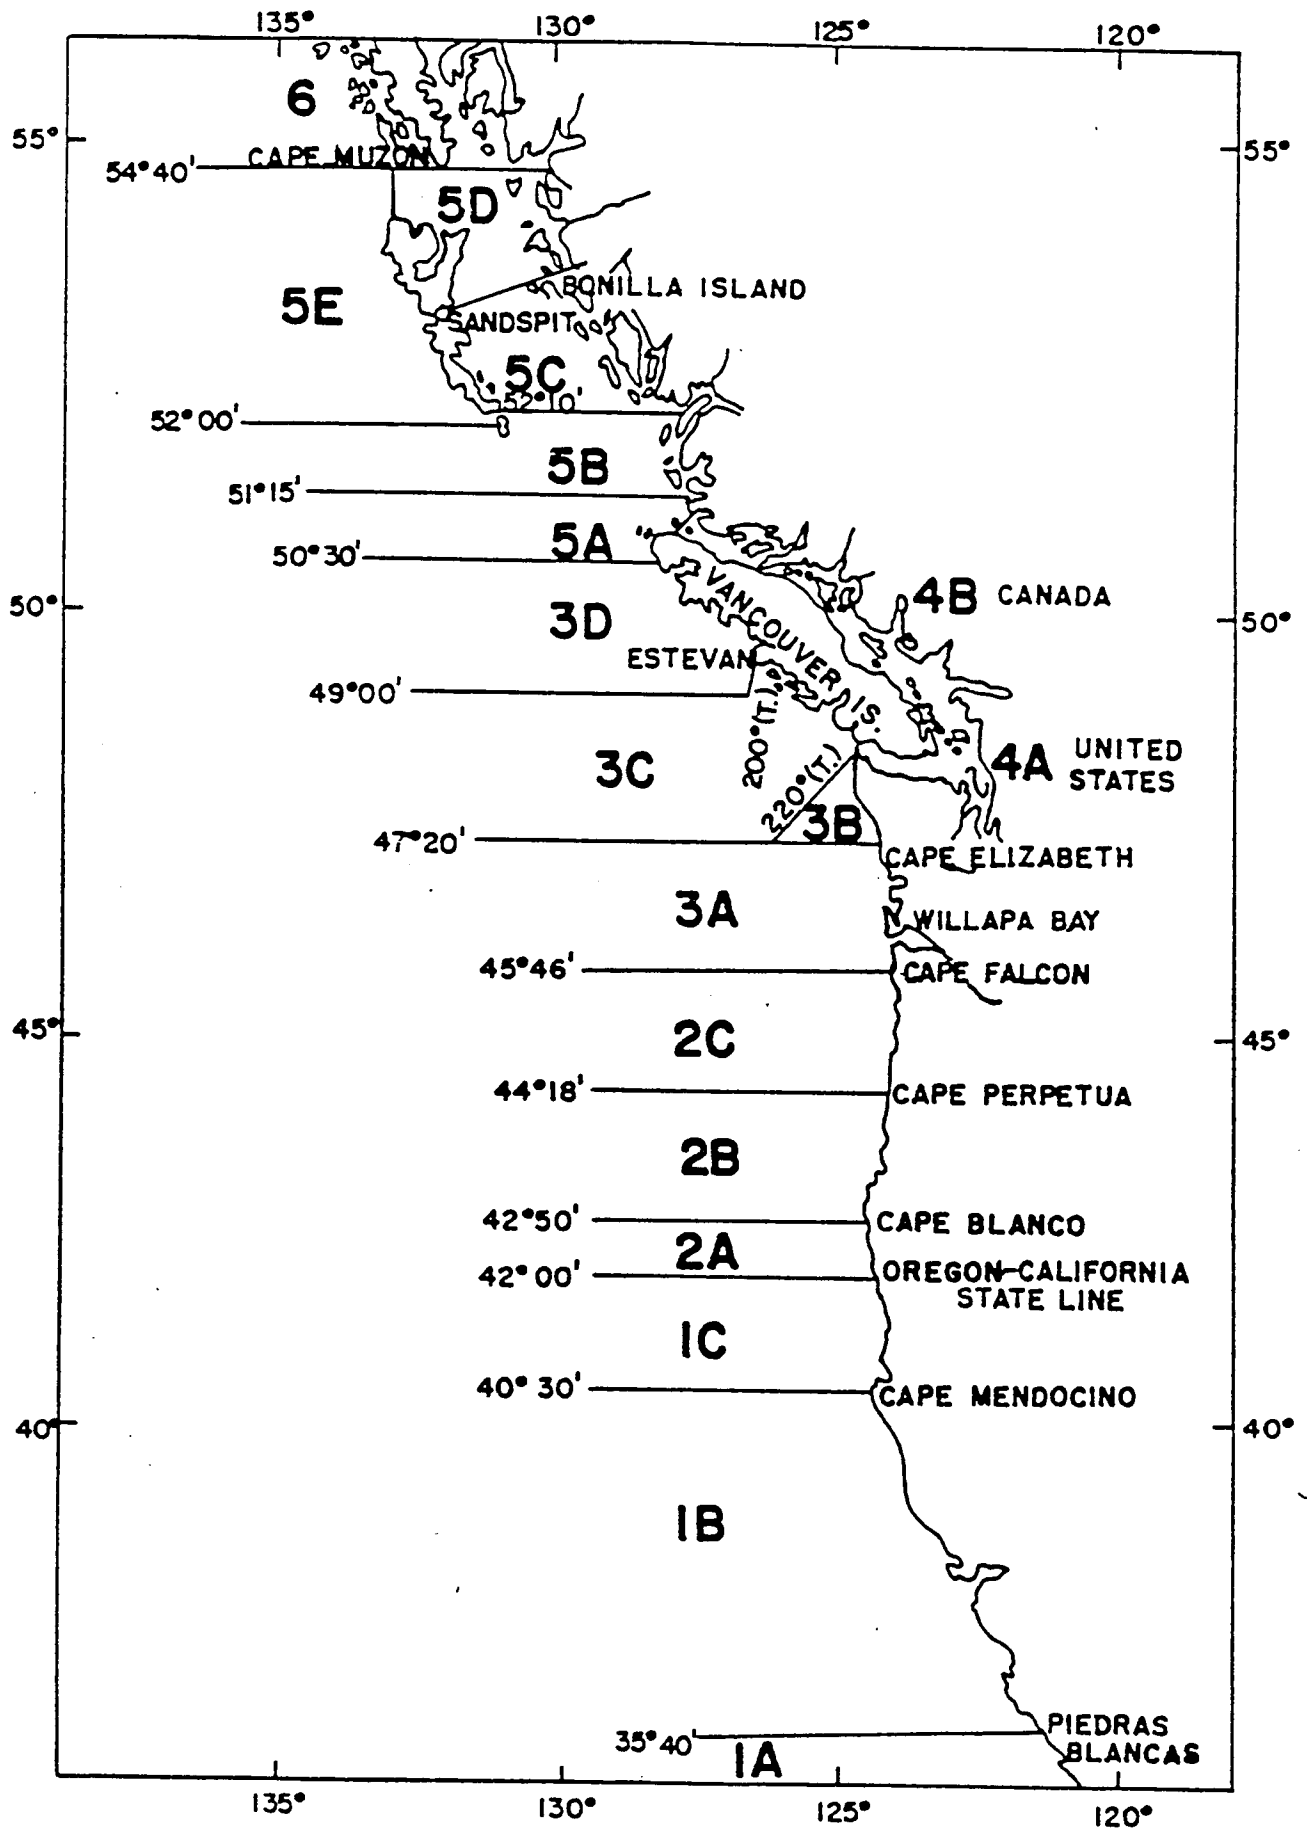 135° 130° 125° 120°
6
55° 55°
CAPE MUZON
54°40'
5D
5E
BONILLA ISLAND
SANDSPIT
5C
52°10'
52°00'
5B
51°15'
5A
50°30'
VANCOUVER IS.
4B CANADA
50° 50°
3D
ESTEVAN
49°00'
200°(T.)
3C
4A UNITED
STATES
220°(T.)
3B
47°20'
CAPE ELIZABETH
3A
WILLAPA BAY
45°46'
CAPE FALCON
45° 45°
2C
44°18'
CAPE PERPETUA
2B
42°50'
CAPE BLANCO
2A
42°00'
OREGON-CALIFORNIA
STATE LINE
1C
40°30'
CAPE MENDOCINO
40° 40°
1B
PIEDRAS
BLANCAS
35°40'
1A
135° 130° 125° 120°